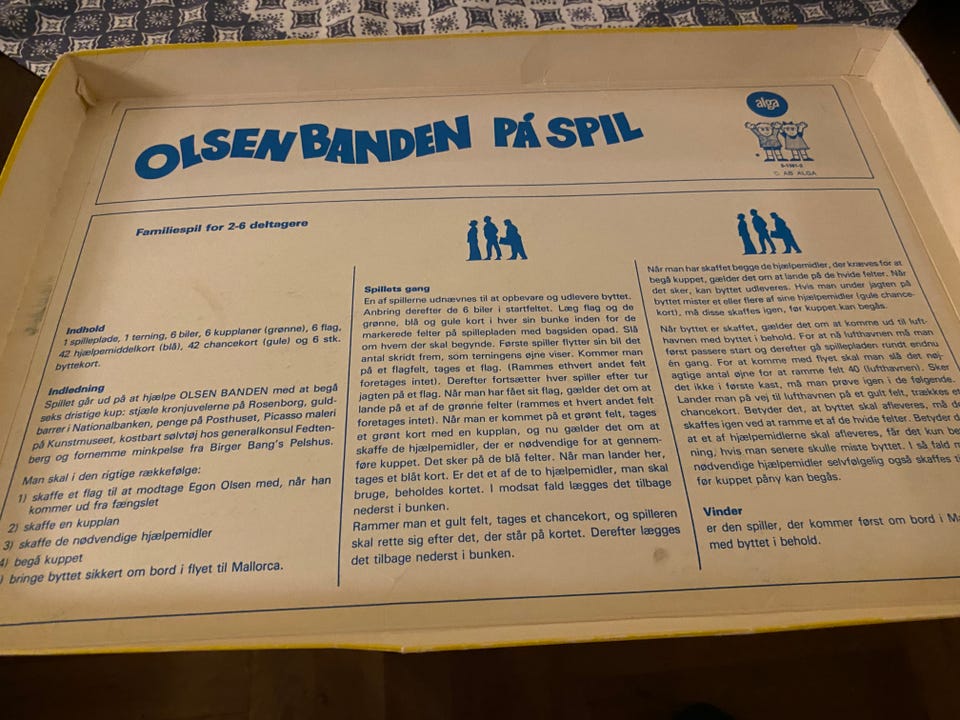 OLSEN BANDEN PÅ SPIL
alga
© AB ALGA
Familiespil for 2-6 deltagere
Indhold
1 spilleplade, 1 terning, 6 biler, 6 kupplaner (grønne), 6 flag,
42 hjælpemiddelkort (blå), 42 chancekort (gule) og 6 stk.
byttekort.
Indledning
Spillet går ud på at hjælpe OLSEN BANDEN med at begå
seks dristige kup: stjæle kronjuvelerne på Rosenborg, guld-
barrer i Nationalbanken, penge på Posthuset, Picasso maleri
på Kunstmuseet, kostbart sølvtøj hos generalkonsul Fedten-
berg og fornemme minkpelse fra Birger Bang's Pelshus.
Man skal i den rigtige rækkefølge:
1) skaffe et flag til at modtage Egon Olsen med, når han
kommer ud fra fængslet
2) skaffe en kupplan
3) skaffe de nødvendige hjælpemidler
4) begå kuppet
) bringe byttet sikkert om bord i flyet til Mallorca.
Spillets gang
En af spillerne udnævnes til at opbevare og udlevere byttet.
Anbring derefter de 6 biler i startfeltet. Læg flag og de
grønne, blå og gule kort i hver sin bunke inden for de
markerede felter på spillepladen med bagsiden opad. Slå
om hvem der skal begynde. Første spiller flytter sin bil det
antal skridt frem, som terningens øjne viser. Kommer man
på et flagfelt, tages et flag. (Rammes ethvert andet felt
foretages intet). Derefter fortsætter hver spiller efter tur
jagten på et flag. Når man har fået sit flag, gælder det om at
lande på et af de grønne felter (rammes et hvert andet felt
foretages intet). Når man er kommet på et grønt felt, tages
et grønt kort med en kupplan, og nu gælder det om at
skaffe de hjælpemidler, der er nødvendige for at gennem-
føre kuppet. Det sker på de blå felter. Når man lander her,
tages et blåt kort. Er det et af de to hjælpemidler, man skal
bruge, beholdes kortet. I modsat fald lægges det tilbage
nederst i bunken.
Rammer man et gult felt, tages et chancekort, og spilleren
skal rette sig efter det, der står på kortet. Derefter lægges
det tilbage nederst i bunken.
Når man har skaffet begge de hjælpemidler, der kræves for at
begå kuppet, gælder det om at lande på de hvide felter. Når
det sker, kan byttet udleveres. Hvis man under jagten på
byttet mister et eller flere af sine hjælpemidler (gule chance-
kort), må disse skaffes igen, før kuppet kan begås.
Når byttet er skaffet, gælder det om at komme ud til luft-
havnen med byttet i behold. For at nå lufthavnen må man
først passere start og derefter gå spillepladen rundt endnu
én gang. For at komme med flyet skal man slå det nøj-
agtige antal øjne for at ramme felt 40 (lufthavnen). Sker
det ikke i første kast, må man prøve igen i de følgende.
Lander man på vej til lufthavnen på et gult felt, trækkes et
chancekort. Betyder det, at byttet skal afleveres, må de
skaffes igen ved at ramme et af de hvide felter. Betyder d
at et af hjælpemidlerne skal afleveres, får det kun be
ning, hvis man senere skulle miste byttet. I så fald m
nødvendige hjælpemidler selvfølgelig også skaffes ti
før kuppet påny kan begås.
Vinder
er den spiller, der kommer først om bord i Ma
med byttet i behold.